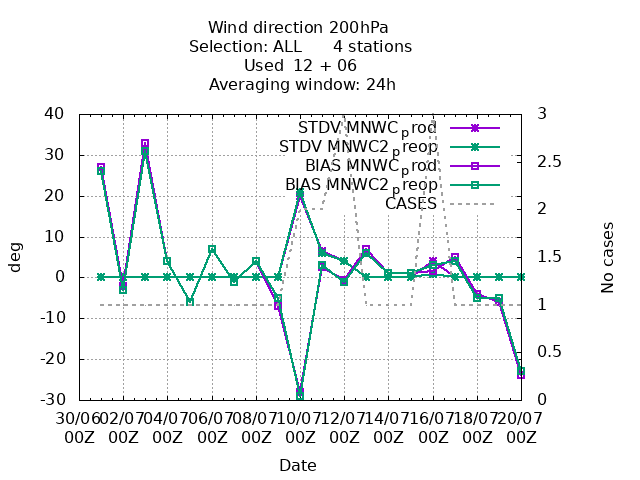 Wind direction 200hPa
Selection: ALL 4 stations
Used 12 + 06
Averaging window: 24h
40
30
20
10
0
-10
-20
-30
deg
3
2.5
2
1.5
1
0.5
0
No cases
STDV MNWC_prod
STDV MNWC2_preop
BIAS MNWC_prod
BIAS MNWC2_preop
CASES
30/06 02/07 04/07 06/07 08/07 10/07 12/07 14/07 16/07 18/07 20/07
00Z 00Z 00Z 00Z 00Z 00Z 00Z 00Z 00Z 00Z 00Z
Date